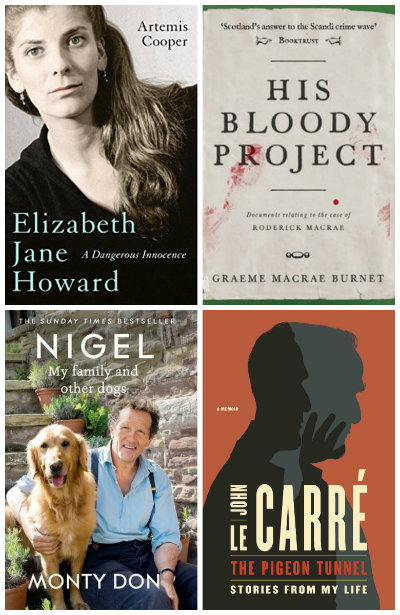 Artemis
Cooper
Elizabeth
Jane
Howard
A Dangerous Innocence
‘Scotland’s answer to the Scandi crime wave’
BOOKTRUST
HIS
BLOODY
PROJECT
Documents relating to the case of
RODERICK MACRAE
GRAEME MACRAE BURNET
THE SUNDAY TIMES BESTSELLER
NIGEL
My family and
other dogs
MONTY DON
A MEMOIR
JOHN
LE
CARRÉ
THE PIGEON TUNNEL
STORIES FROM MY LIFE